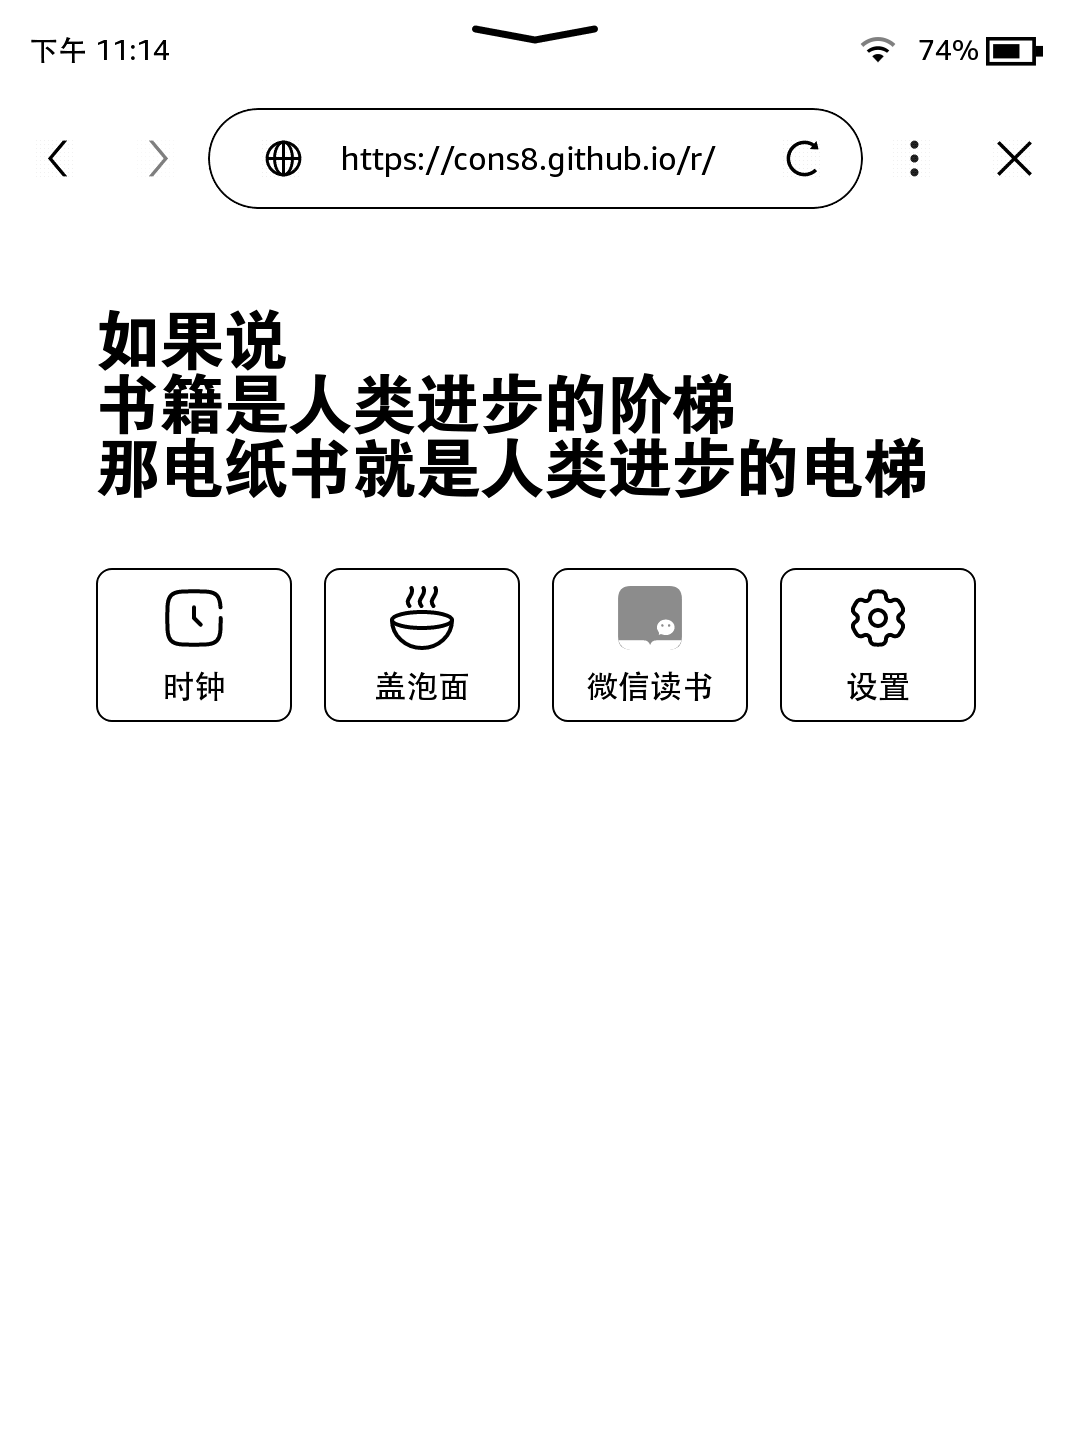 下午 11:14
74%
https://cons8.github.io/r/
如果说
书籍是人类进步的阶梯
那电纸书就是人类进步的电梯
时钟
盖泡面
微信读书
设置